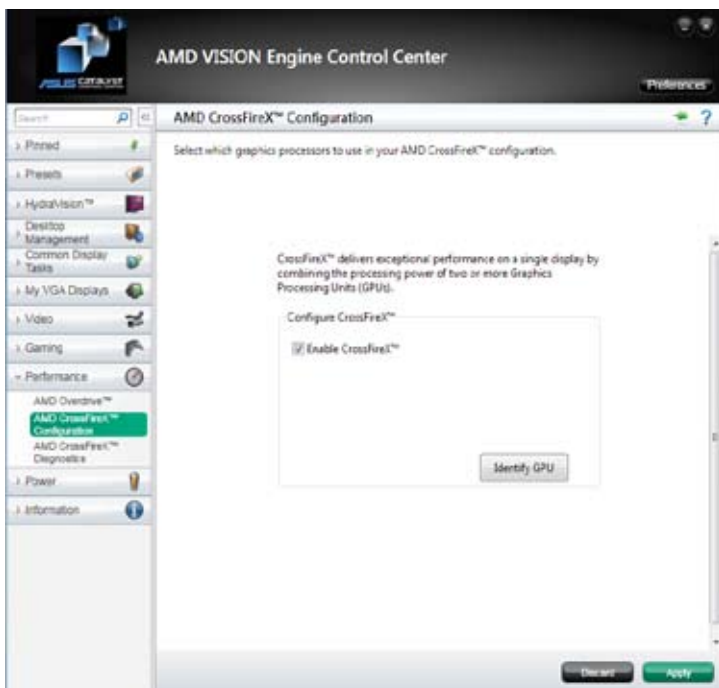 AMD VISION Engine Control Center
ASUS CATALYST
Preferences
Search
AMD CrossFireX™ Configuration
Pinned
Select which graphics processors to use in your AMD CrossFireX™ configuration.
Presets
HydraVision™
Desktop
Management
Common Display
Tasks
My VGA Displays
Video
Gaming
Performance
AMD Overdrive™
AMD CrossFireX™
Configuration
AMD CrossFireX™
Diagnostics
Power
Information
CrossFireX™ delivers exceptional performance on a single display by
combining the processing power of two or more Graphics
Processing Units (GPUs).
Configure CrossFireX™
Enable CrossFireX™
Identify GPU
Discard
Apply